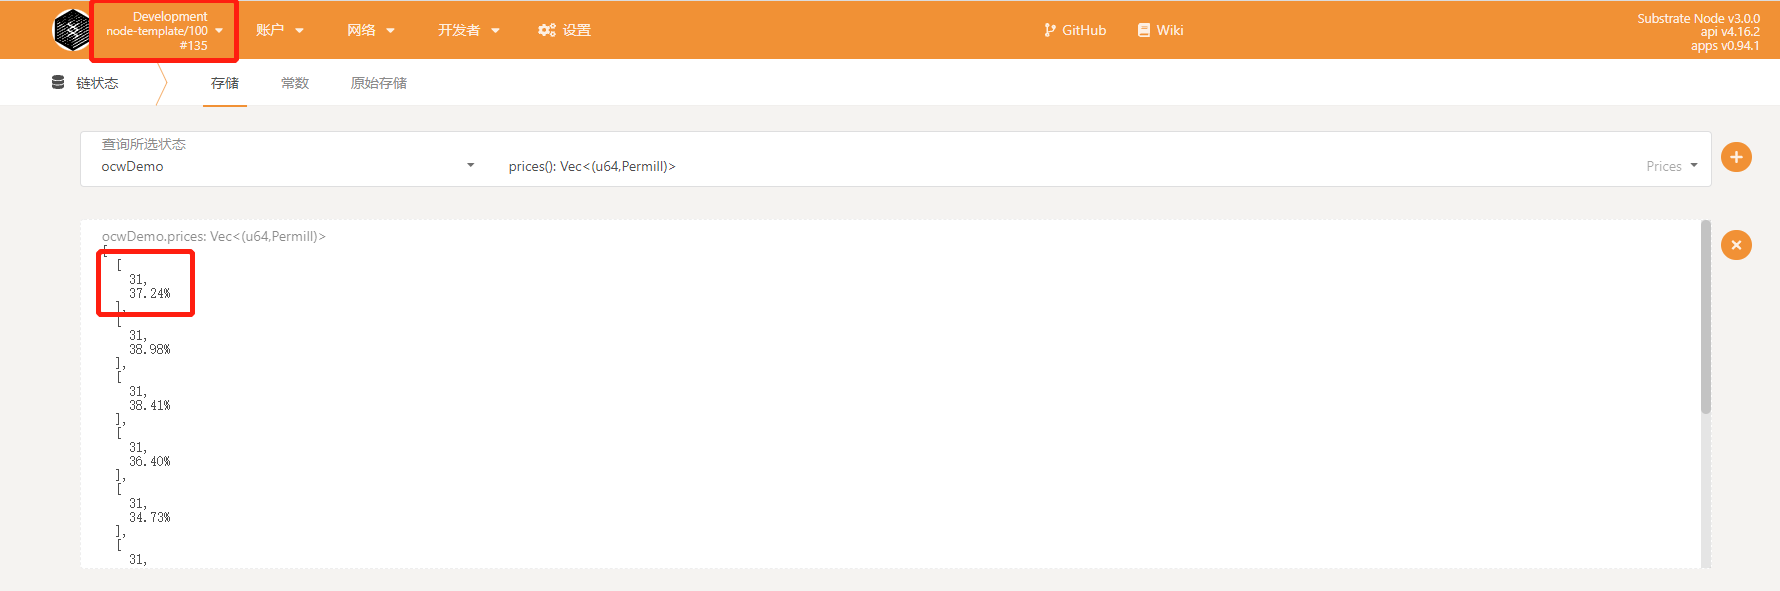 Development
node-template/100
#135
账户
网络
开发者
设置
GitHub
Wiki
Substrate Node v3.0.0
api v4.16.2
apps v0.94.1
链状态
存储
常数
原始存储
查询所选状态
ocwDemo
prices(): Vec<(u64,Permill)>
Prices
ocwDemo.prices: Vec<(u64,Permill)>
[
[
31,
37.24%
],
[
31,
38.98%
],
[
31,
38.41%
],
[
31,
36.40%
],
[
31,
34.73%
],
[
31,